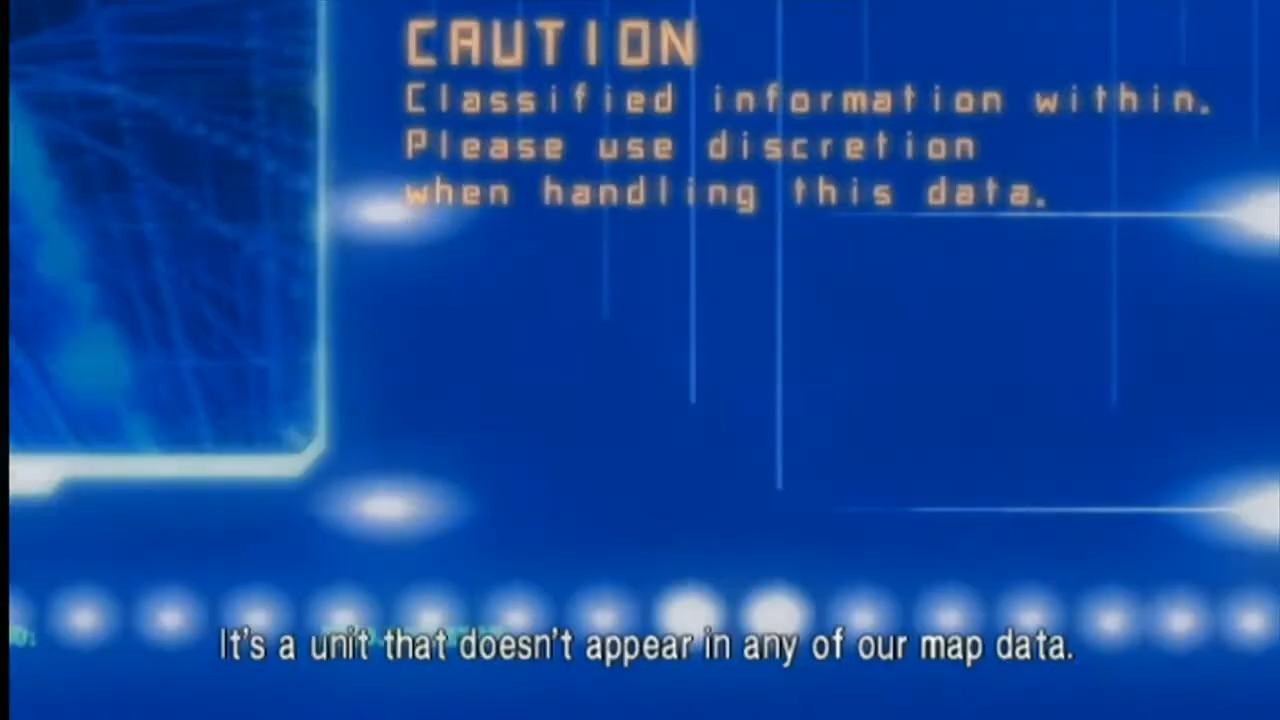 CAUTION
Classified information within.
Please use discretion
when handling this data.
It's a unit that doesn't appear in any of our map data.